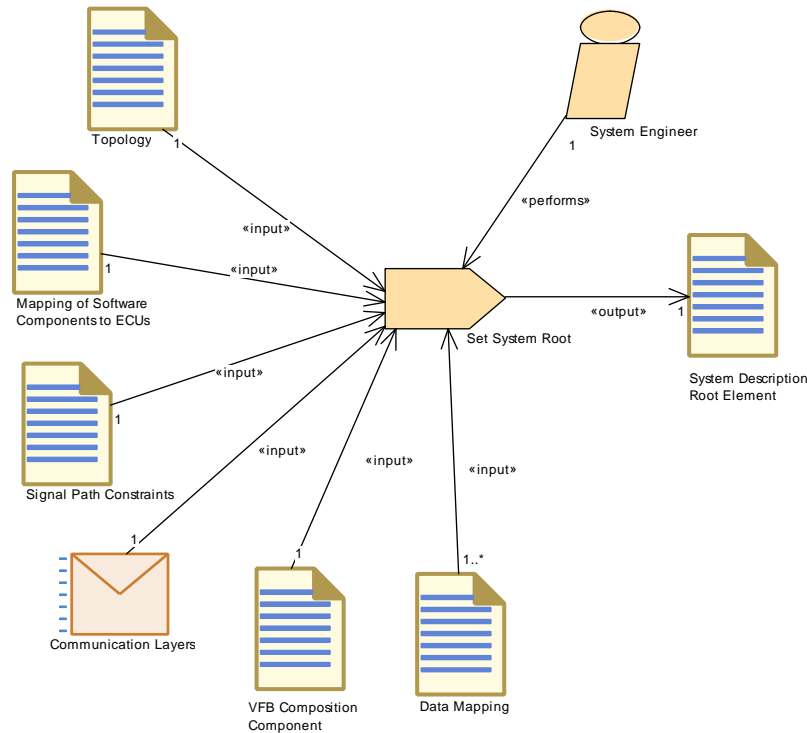 Topology
1
System Engineer
1
«performs»
«input»
Mapping of Software
Components to ECUs
1
«input»
Set System Root
«output»
1
System Description
Root Element
«input»
1
Signal Path Constraints
«input»
1
Communication Layers
«input»
1
VFB Composition
Component
«input»
1..*
Data Mapping